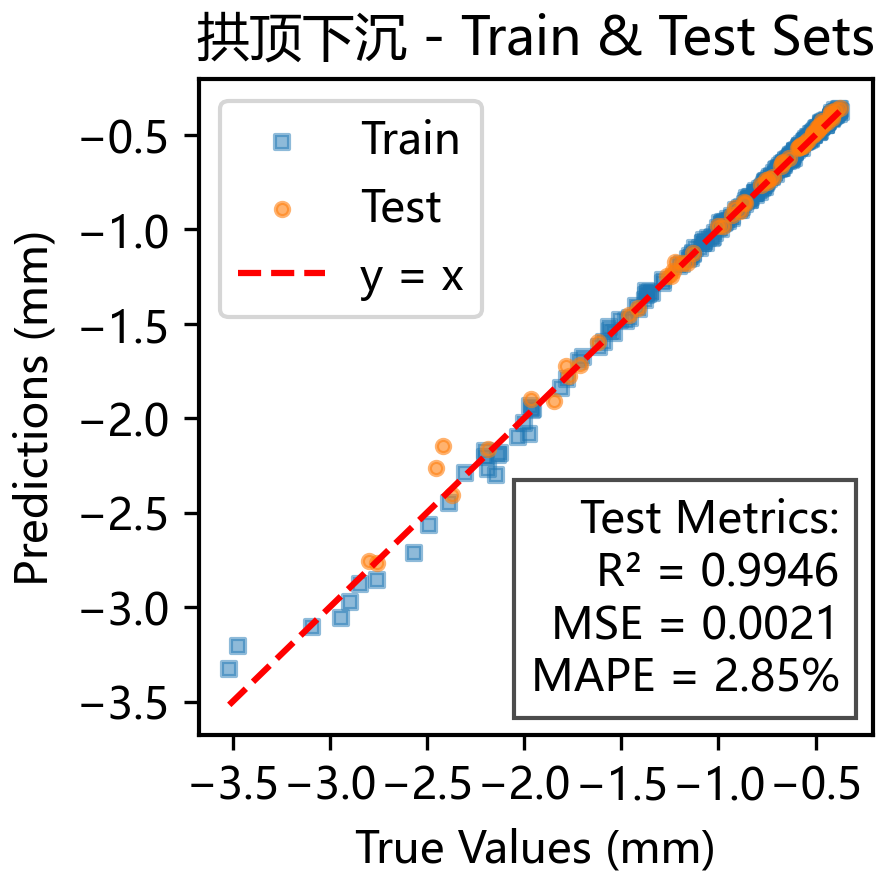 拱顶下沉 - Train & Test Sets
Train
Test
y = x
Test Metrics:
R² = 0.9946
MSE = 0.0021
MAPE = 2.85%
Predictions (mm)
−0.5
−1.0
−1.5
−2.0
−2.5
−3.0
−3.5
−3.5 −3.0 −2.5 −2.0 −1.5 −1.0 −0.5
True Values (mm)